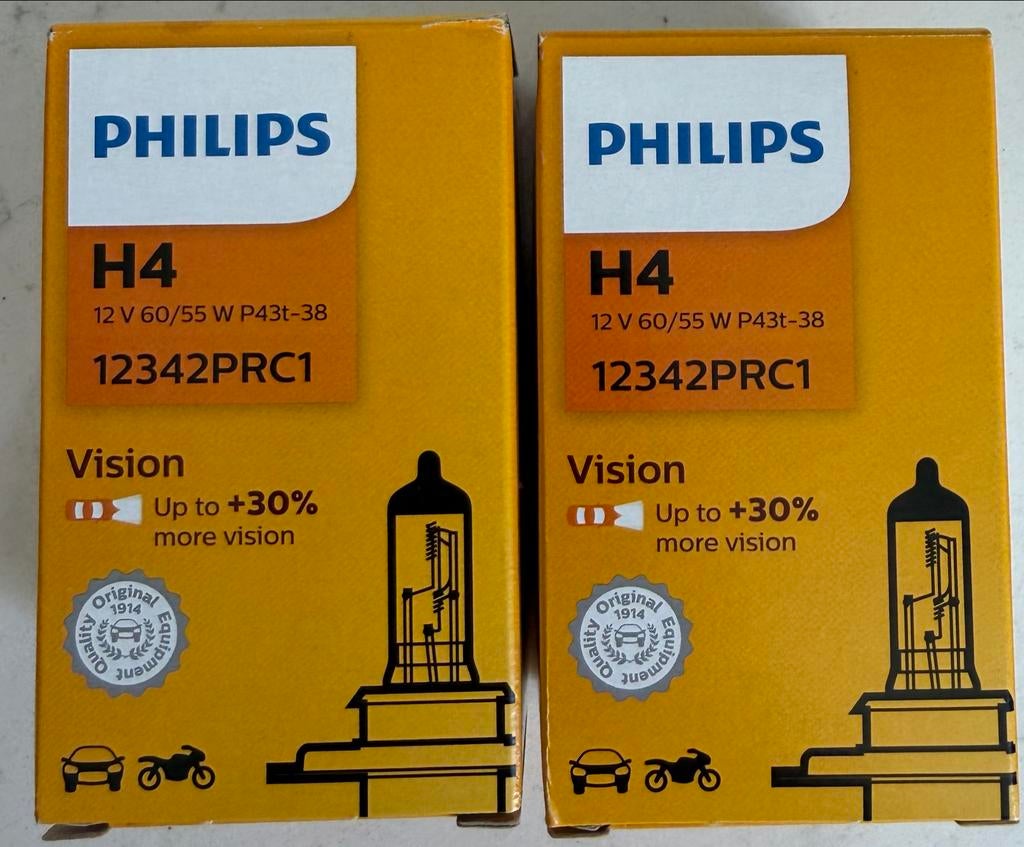 PHILIPS
H4
12 V 60/55 W P43t-38
12342PRC1
Vision
Up to +30%
more vision
Original
1914
Quality Equipment
PHILIPS
H4
12 V 60/55 W P43t-38
12342PRC1
Vision
Up to +30%
more vision
Original
1914
Quality Equipment